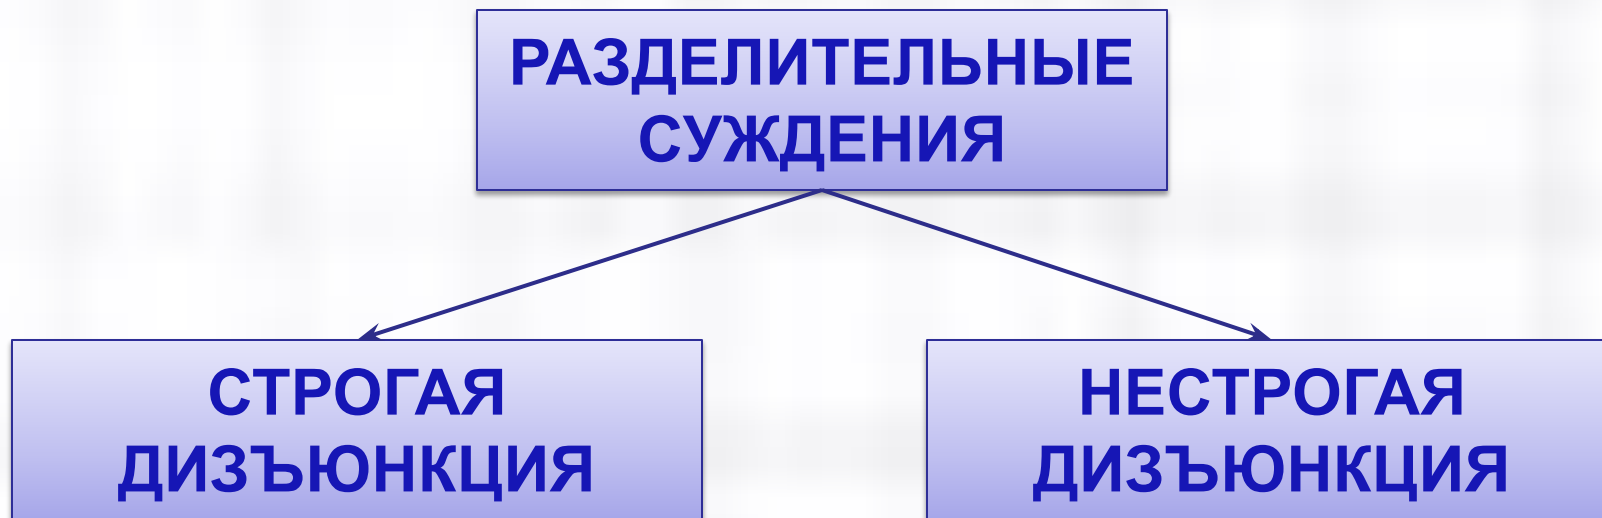 РАЗДЕЛИТЕЛЬНЫЕ
СУЖДЕНИЯ
СТРОГАЯ
ДИЗЪЮНКЦИЯ
НЕСТРОГАЯ
ДИЗЪЮНКЦИЯ